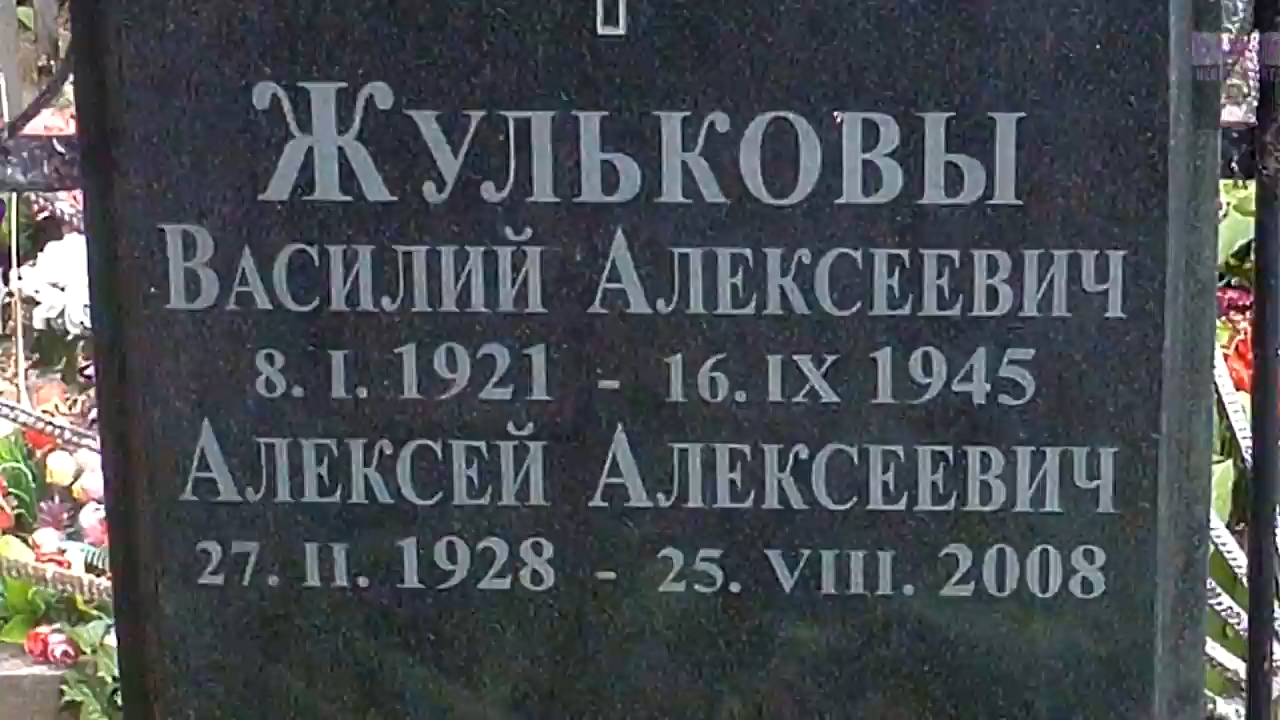 Жульковы
Василий Алексеевич
8. I. 1921 - 16. IX 1945
Алексей Алексеевич
27. II. 1928 - 25. VIII. 2008